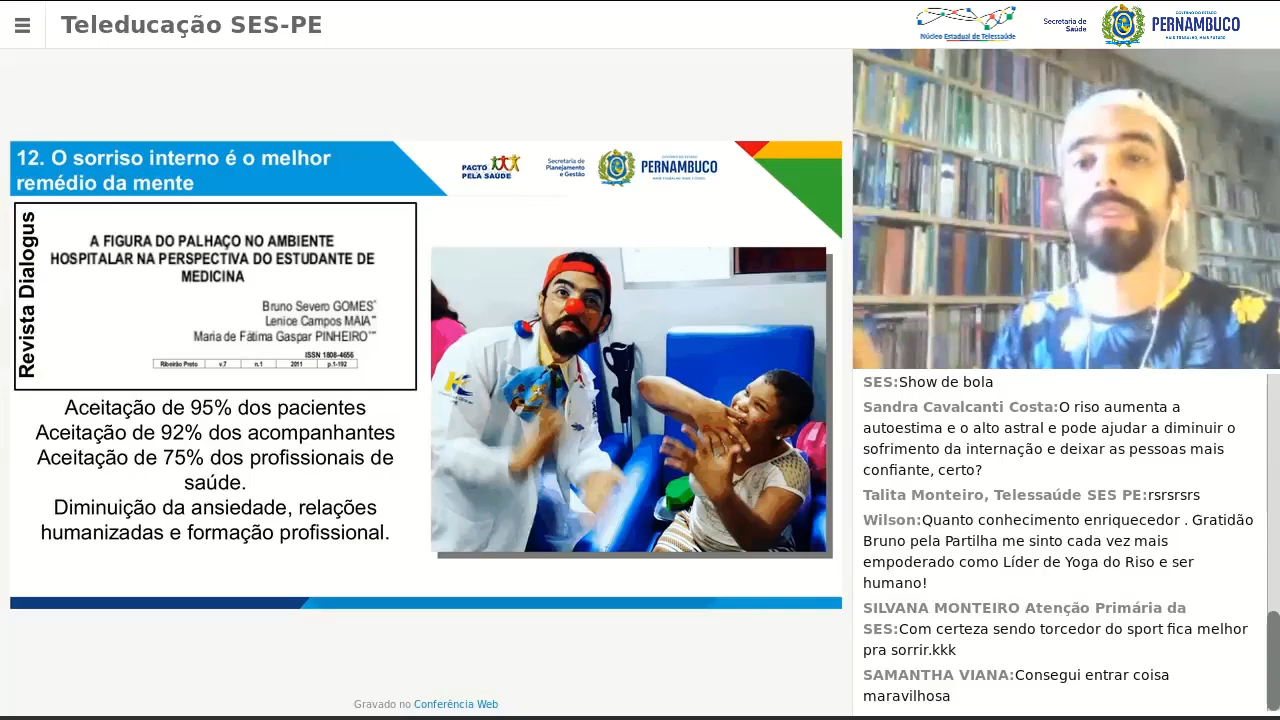 Teleducação SES-PE
Núcleo Estadual de Telessaúde
Secretaria de
Saúde
GOVERNO DO ESTADO
PERNAMBUCO
MAIS TRABALHO, MAIS FUTURO
12. O sorriso interno é o melhor
remédio da mente
PACTO
PELA SAÚDE
Secretaria de
Planejamento
e Gestão
PERNAMBUCO
Revista Dialogus
A FIGURA DO PALHAÇO NO AMBIENTE
HOSPITALAR NA PERSPECTIVA DO ESTUDANTE DE
MEDICINA
Bruno Severo GOMES*
Lenice Campos MAIA**
Maria de Fátima Gaspar PINHEIRO***
ISSN 1808-4656
Ribeirão Preto v.7 n.1 2011 p.1-192
Aceitação de 95% dos pacientes
Aceitação de 92% dos acompanhantes
Aceitação de 75% dos profissionais de
saúde.
Diminuição da ansiedade, relações
humanizadas e formação profissional.
SES:Show de bola
Sandra Cavalcanti Costa:O riso aumenta a
autoestima e o alto astral e pode ajudar a diminuir o
sofrimento da internação e deixar as pessoas mais
confiante, certo?
Talita Monteiro, Telessaúde SES PE:rsrsrsrs
Wilson:Quanto conhecimento enriquecedor . Gratidão
Bruno pela Partilha me sinto cada vez mais
empoderado como Líder de Yoga do Riso e ser
humano!
SILVANA MONTEIRO Atenção Primária da
SES:Com certeza sendo torcedor do sport fica melhor
pra sorrir.kkk
SAMANTHA VIANA:Consegui entrar coisa
maravilhosa
Gravado no Conferência Web